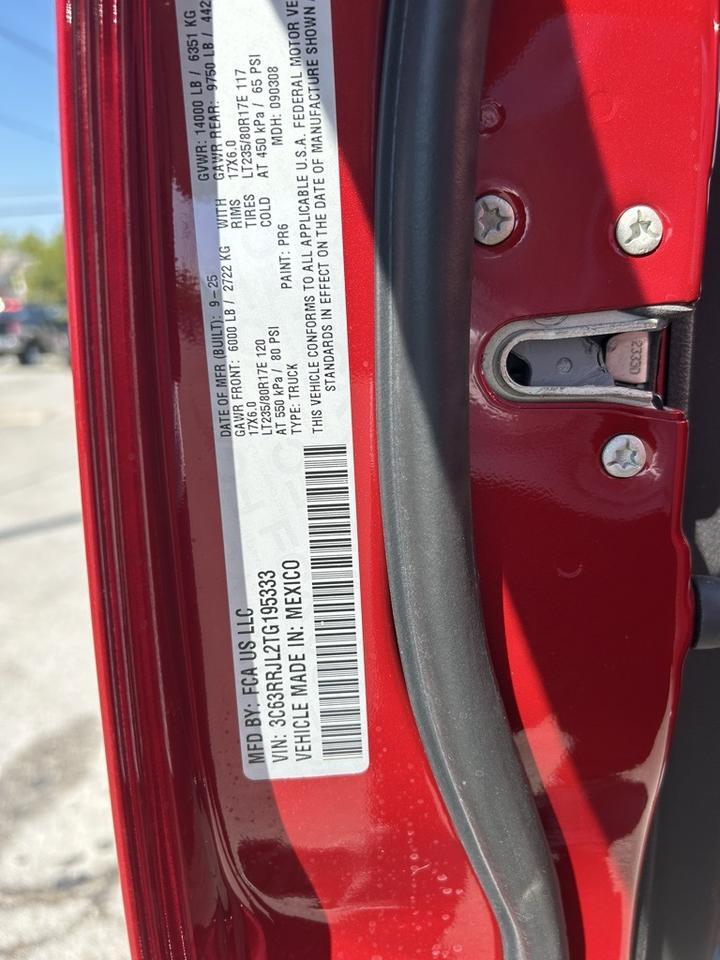 MFD BY: FCA US LLC
VIN: 3C63RRJL2TG195333
VEHICLE MADE IN: MEXICO
DATE OF MFR (BUILT): 9-25 GVWR: 14000 LB / 6351 KG
GAWR FRONT: 6000 LB / 2722 KG WITH GAWR REAR: 9750 LB / 442
17X6.0 RIMS 17X6.0
LT235/80R17E 120 TIRES LT235/80R17E 117
AT 550 kPa / 80 PSI COLD AT 450 kPa / 65 PSI
TYPE: TRUCK PAINT: PR6 MDH: 090308
THIS VEHICLE CONFORMS TO ALL APPLICABLE U.S.A. FEDERAL MOTOR VE
STANDARDS IN EFFECT ON THE DATE OF MANUFACTURE SHOWN A